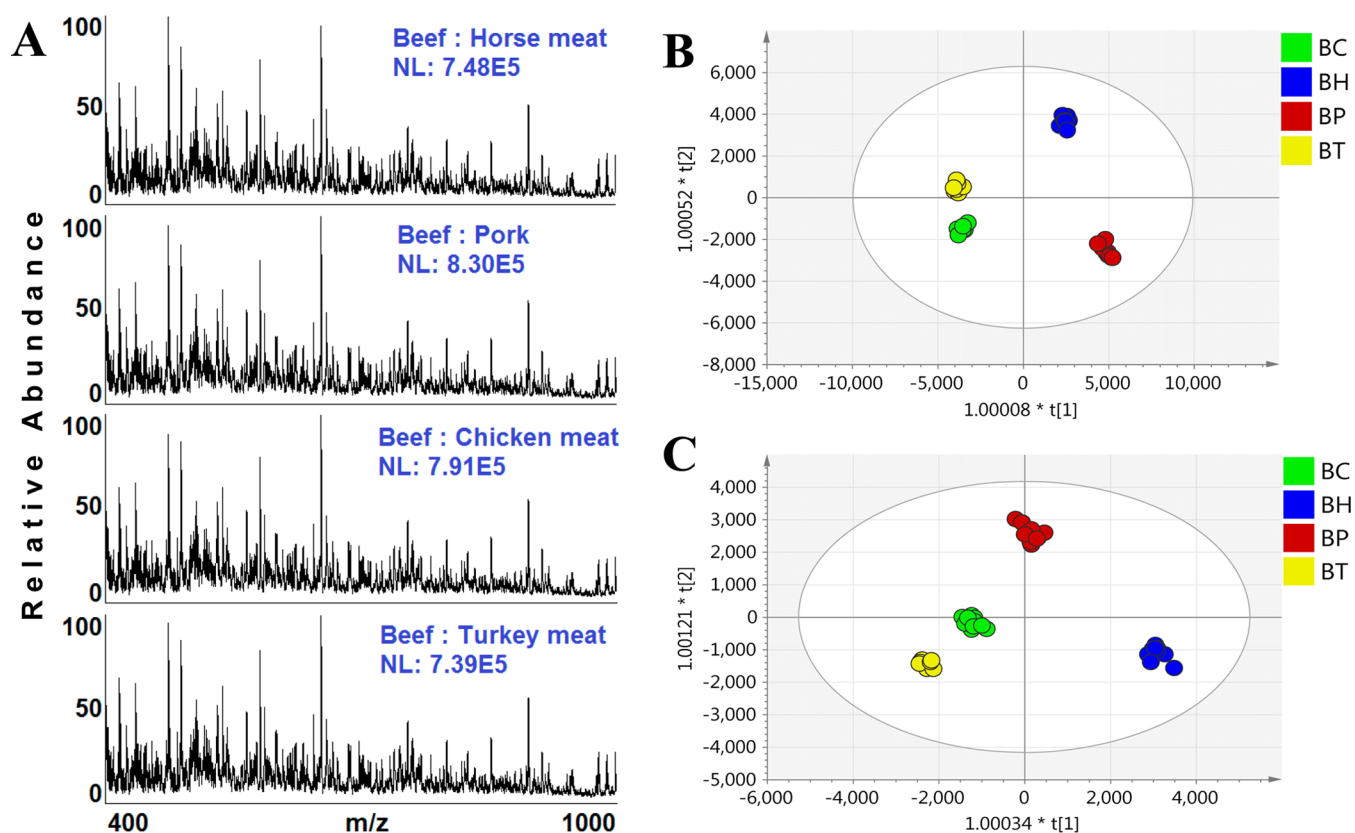 A
Relative Abundance
100
50
0
Beef : Horse meat
NL: 7.48E5
100
50
0
Beef : Pork
NL: 8.30E5
100
50
0
Beef : Chicken meat
NL: 7.91E5
100
50
0
Beef : Turkey meat
NL: 7.39E5
400 m/z 1000
B
1.00052 * t[2]
6,000
4,000
2,000
0
-2,000
-4,000
-6,000
-8,000
-15,000 -10,000 -5,000 0 5,000 10,000
1.00008 * t[1]
BC
BH
BP
BT
C
1.00121 * t[2]
4,000
3,000
2,000
1,000
0
-1,000
-2,000
-3,000
-4,000
-5,000
-6,000 -4,000 -2,000 0 2,000 4,000
1.00034 * t[1]
BC
BH
BP
BT